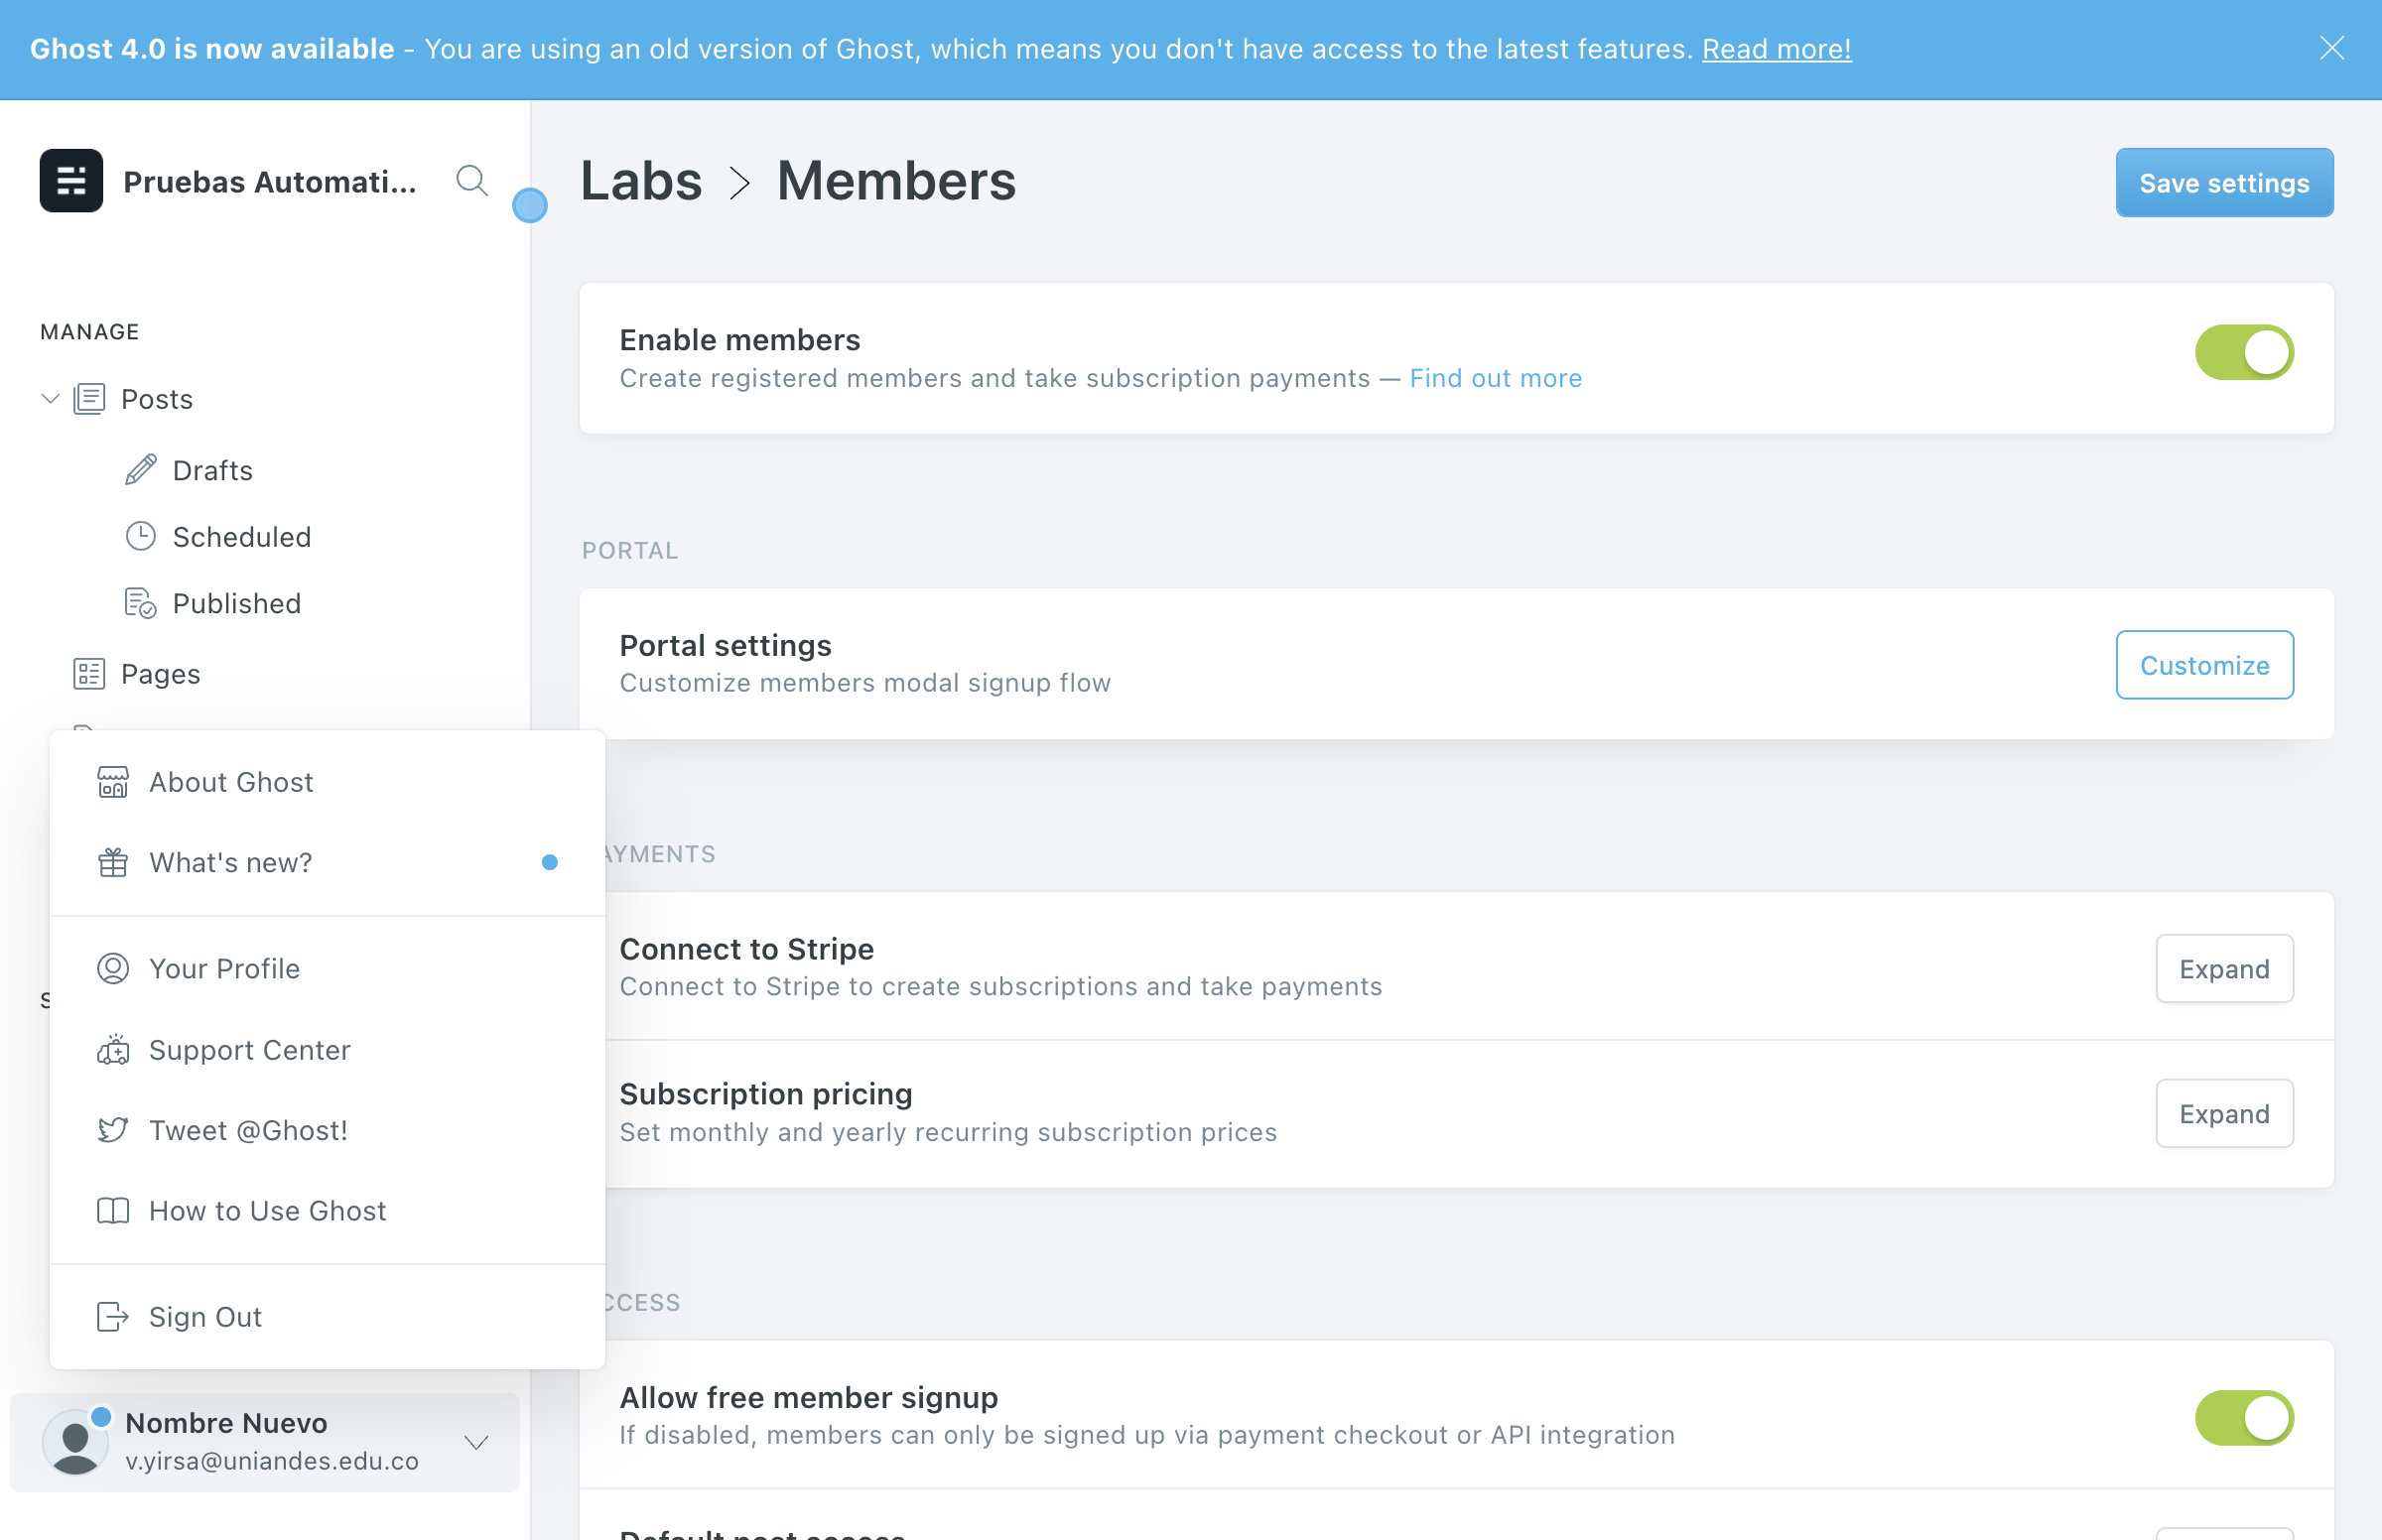 Ghost 4.0 is now available - You are using an old version of Ghost, which means you don't have access to the latest features. Read more!
Pruebas Automati...
MANAGE
Posts
Drafts
Scheduled
Published
Pages
About Ghost
What's new?
Your Profile
Support Center
Tweet @Ghost!
How to Use Ghost
Sign Out
Nombre Nuevo
v.yirsa@uniandes.edu.co
Labs > Members
Save settings
Enable members
Create registered members and take subscription payments — Find out more
PORTAL
Portal settings
Customize members modal signup flow
Customize
AYMENTS
Connect to Stripe
Connect to Stripe to create subscriptions and take payments
Expand
Subscription pricing
Set monthly and yearly recurring subscription prices
Expand
CCESS
Allow free member signup
If disabled, members can only be signed up via payment checkout or API integration
Default post access